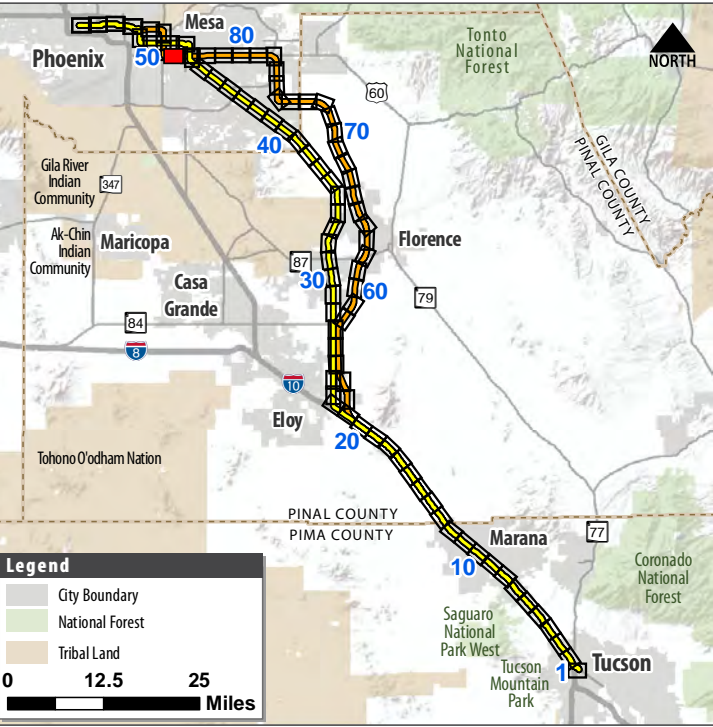 Mesa
80
Tonto
National
Forest
Phoenix
50
NORTH
60
70
40
GILA COUNTY
PINAL COUNTY
Gila River
Indian
Community
347
Ak-Chin
Indian
Community
Maricopa
Florence
87
30
Casa
Grande
60
79
84
8
10
Eloy
20
Tohono O'odham Nation
PINAL COUNTY
PIMA COUNTY
Marana
77
10
Coronado
National
Forest
Saguaro
National
Park West
Tucson
Mountain
Park
1
Tucson
Legend
City Boundary
National Forest
Tribal Land
0 12.5 25
Miles